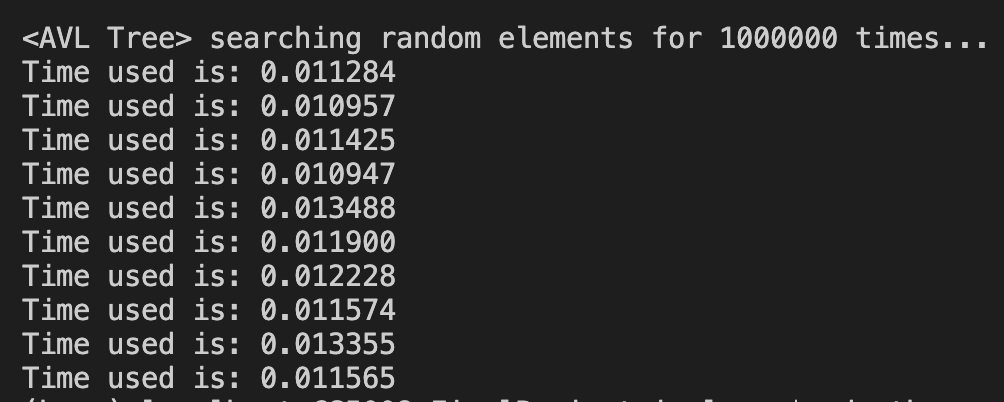 <AVL Tree> searching random elements for 1000000 times...
Time used is: 0.011284
Time used is: 0.010957
Time used is: 0.011425
Time used is: 0.010947
Time used is: 0.013488
Time used is: 0.011900
Time used is: 0.012228
Time used is: 0.011574
Time used is: 0.013355
Time used is: 0.011565